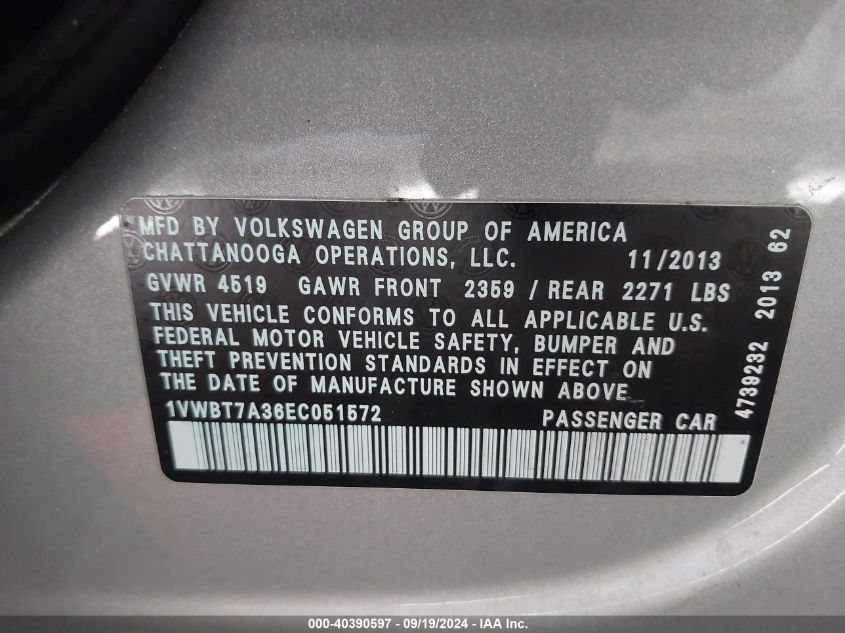 MFD BY VOLKSWAGEN GROUP OF AMERICA
CHATTANOOGA OPERATIONS, LLC. 11/2013
GVWR 4519 GAWR FRONT 2359 / REAR 2271 LBS
THIS VEHICLE CONFORMS TO ALL APPLICABLE U.S.
FEDERAL MOTOR VEHICLE SAFETY, BUMPER AND
THEFT PREVENTION STANDARDS IN EFFECT ON
THE DATE OF MANUFACTURE SHOWN ABOVE
1VWBT7A36EC051572 PASSENGER CAR
4739232 2013 62
000-40390597 - 09/19/2024 - IAA Inc.